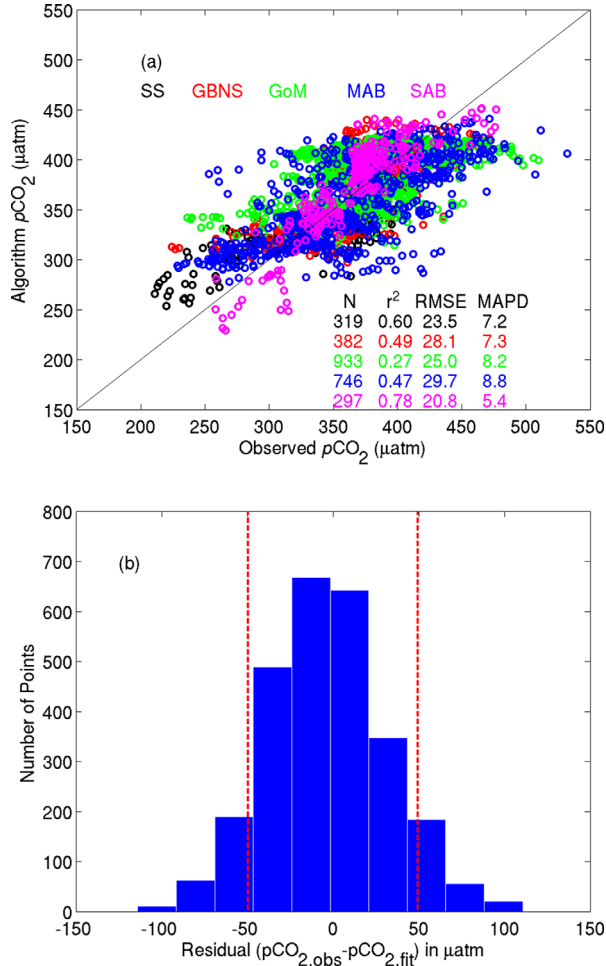 550
500
450
400
350
300
250
200
150
Algorithm pCO2 (µatm)
(a)
SS GBNS GoM MAB SAB
N r2 RMSE MAPD
319 0.60 23.5 7.2
382 0.49 28.1 7.3
933 0.27 25.0 8.2
746 0.47 29.7 8.8
297 0.78 20.8 5.4
150 200 250 300 350 400 450 500 550
Observed pCO2 (µatm)
800
700
600
500
400
300
200
100
0
Number of Points
(b)
-150 -100 -50 0 50 100 150
Residual (pCO2.obs-pCO2.fit) in µatm